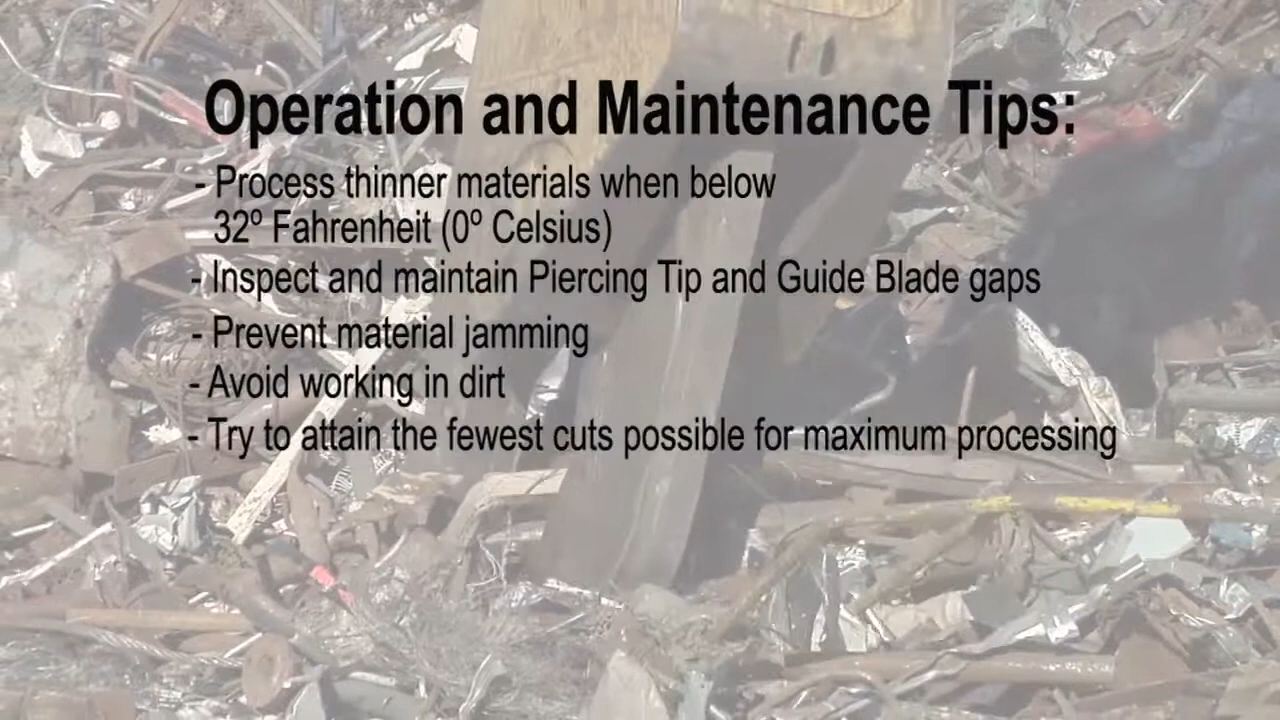 Operation and Maintenance Tips:
- Process thinner materials when below
32º Fahrenheit (0º Celsius)
- Inspect and maintain Piercing Tip and Guide Blade gaps
- Prevent material jamming
- Avoid working in dirt
- Try to attain the fewest cuts possible for maximum processing